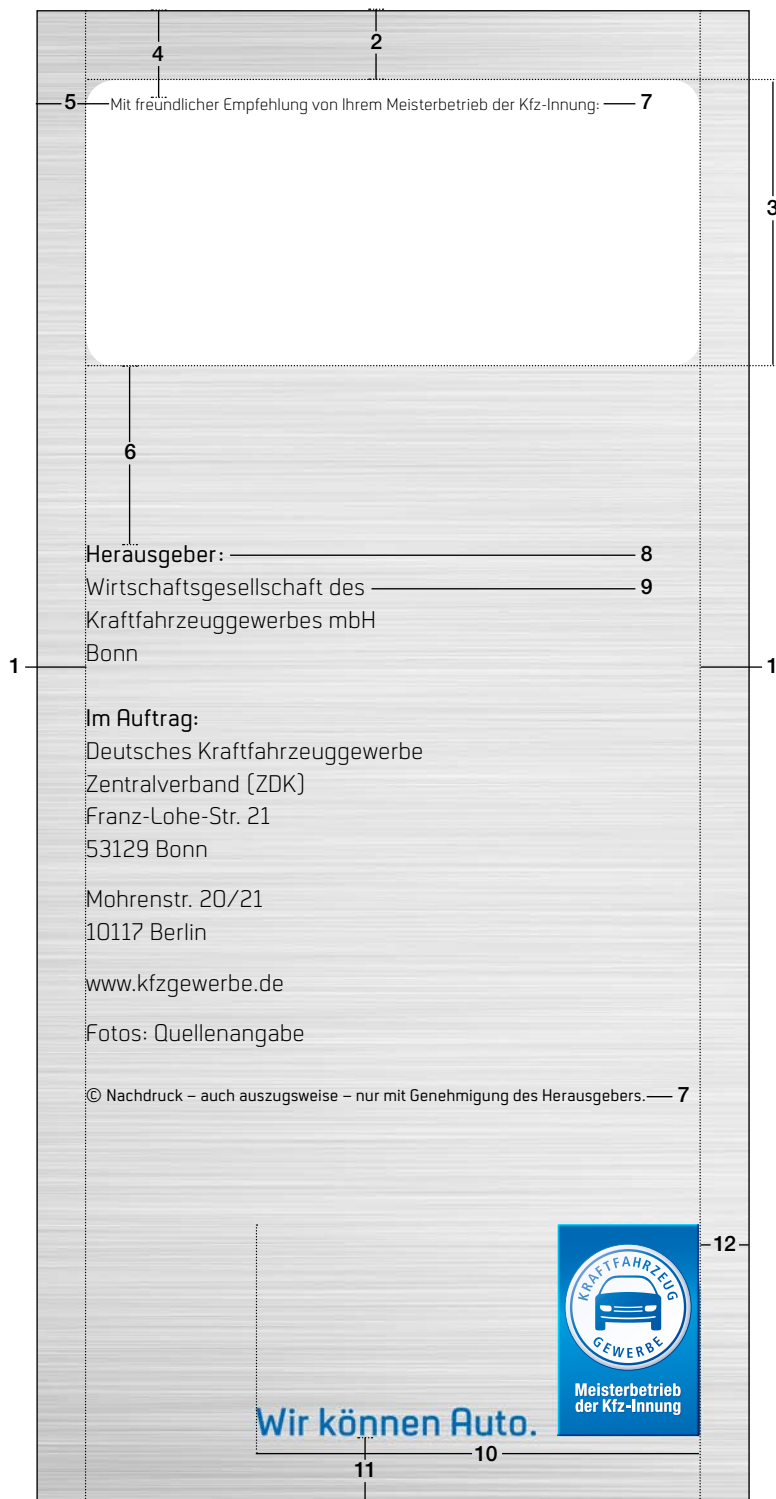 4
2
5 Mit freundlicher Empfehlung von Ihrem Meisterbetrieb der Kfz-Innung: 7
3
6
Herausgeber: 8
Wirtschaftsgesellschaft des 9
Kraftfahrzeuggewerbes mbH
Bonn
1 1
Im Auftrag:
Deutsches Kraftfahrzeuggewerbe
Zentralverband (ZDK)
Franz-Lohe-Str. 21
53129 Bonn
Mohrenstr. 20/21
10117 Berlin
www.kfzgewerbe.de
Fotos: Quellenangabe
© Nachdruck – auch auszugsweise – nur mit Genehmigung des Herausgebers. 7
12
KRAFTFAHRZEUG
GEWERBE
Meisterbetrieb
der Kfz-Innung
Wir können Auto.
10
11